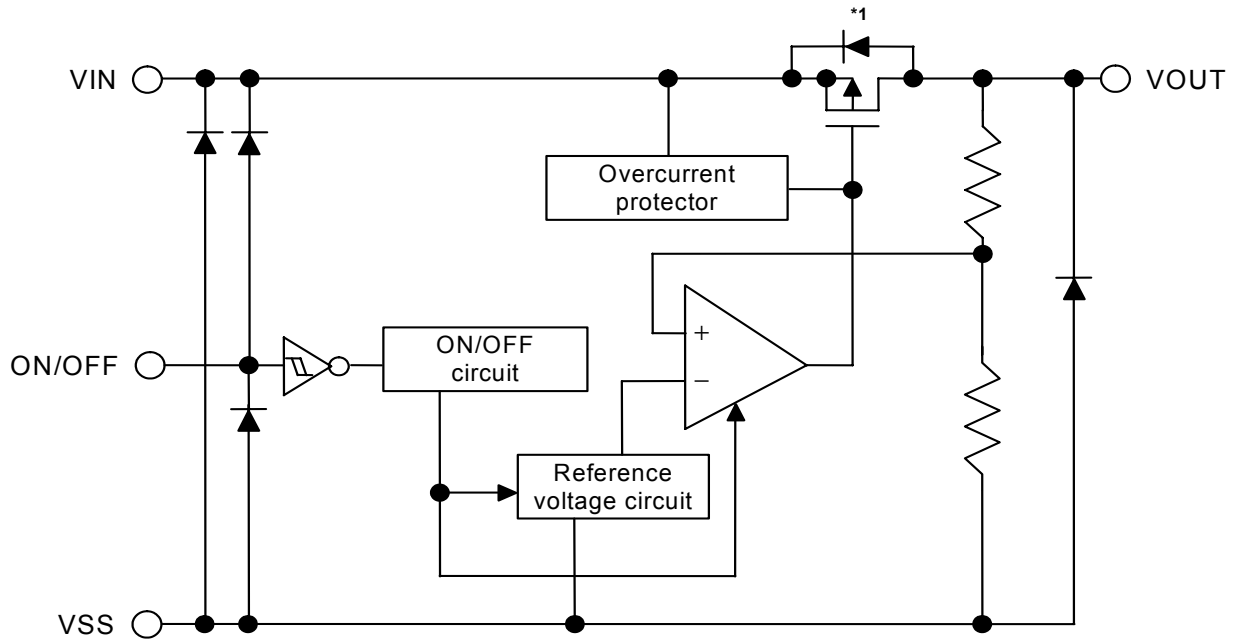 *1
VIN
VOUT
Overcurrent
protector
ON/OFF
ON/OFF
circuit
+
−
Reference
voltage circuit
VSS